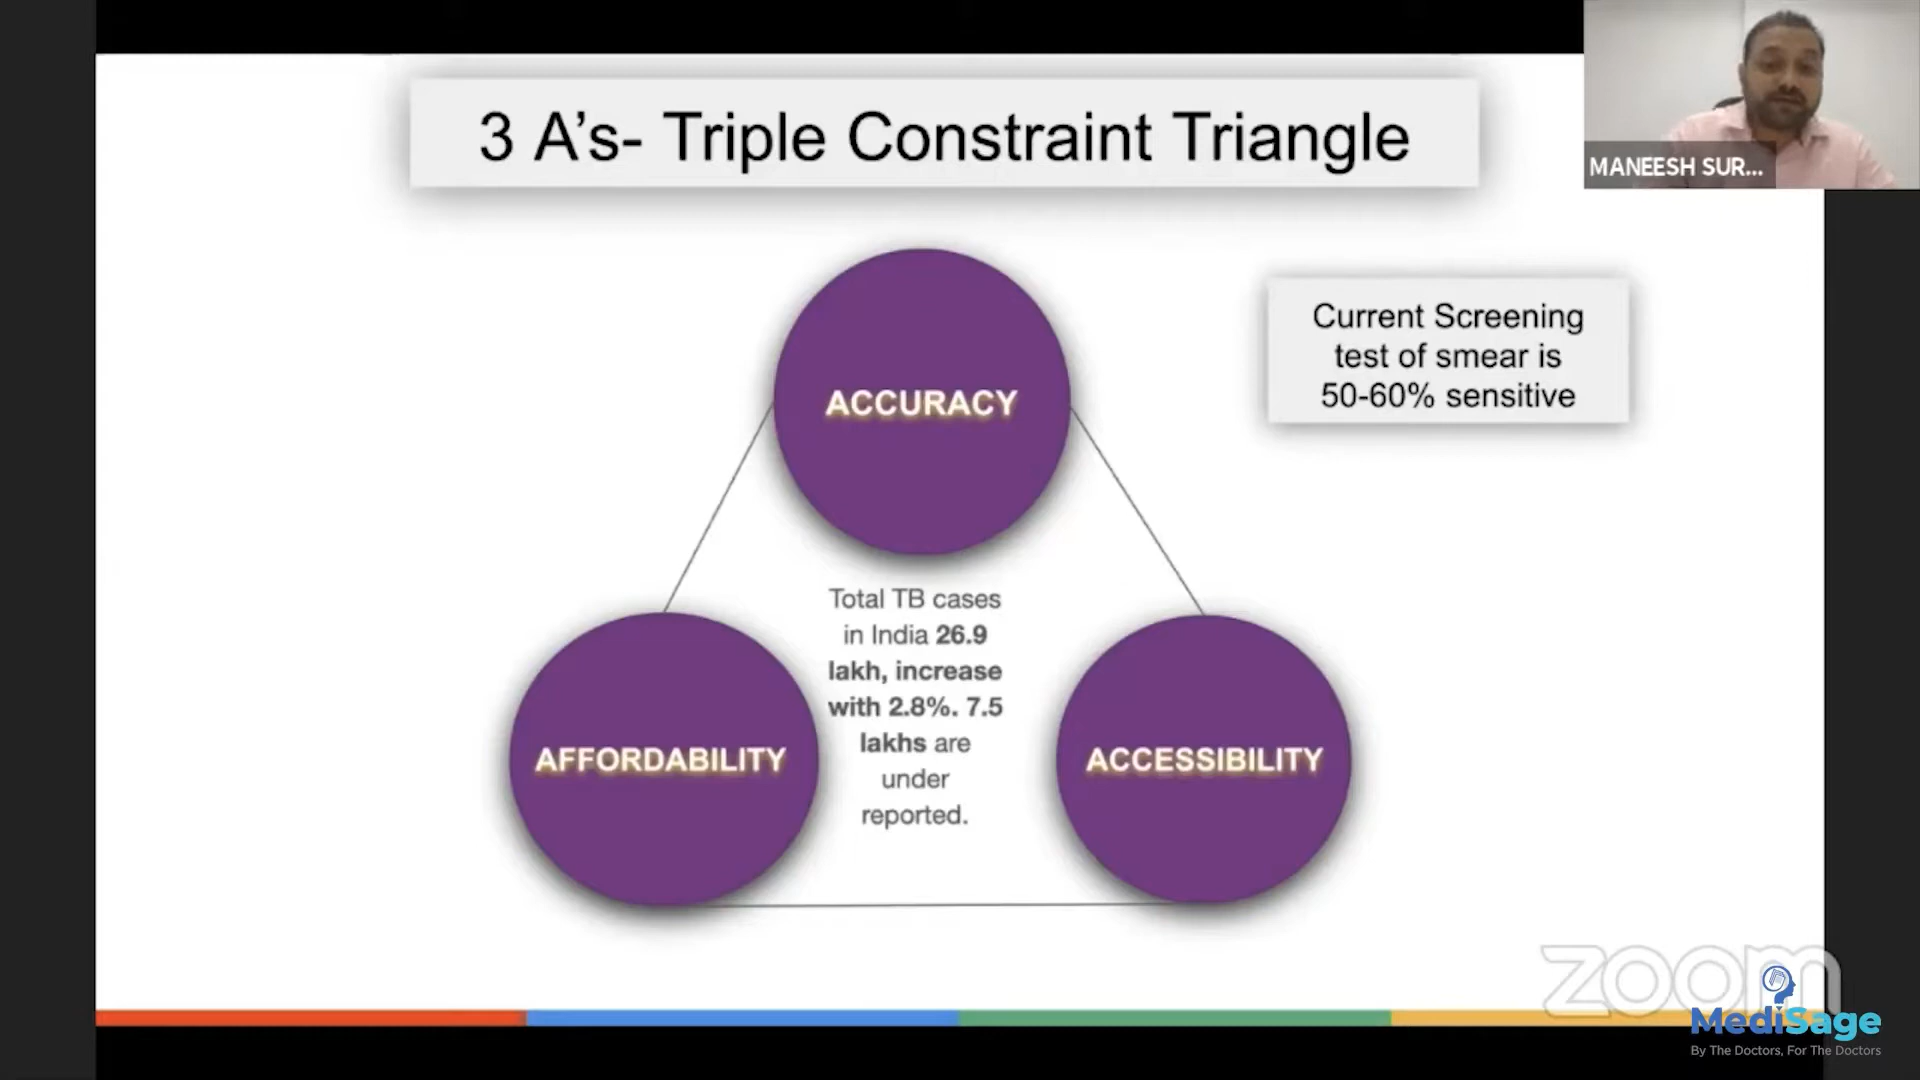 3 A’s- Triple Constraint Triangle
MANEESH SUR...
Current Screening
test of smear is
50-60% sensitive
ACCURACY
Total TB cases
in India 26.9
lakh, increase
with 2.8%. 7.5
lakhs are
under
reported.
AFFORDABILITY
ACCESSIBILITY
zoom
MediSage
By The Doctors, For The Doctors